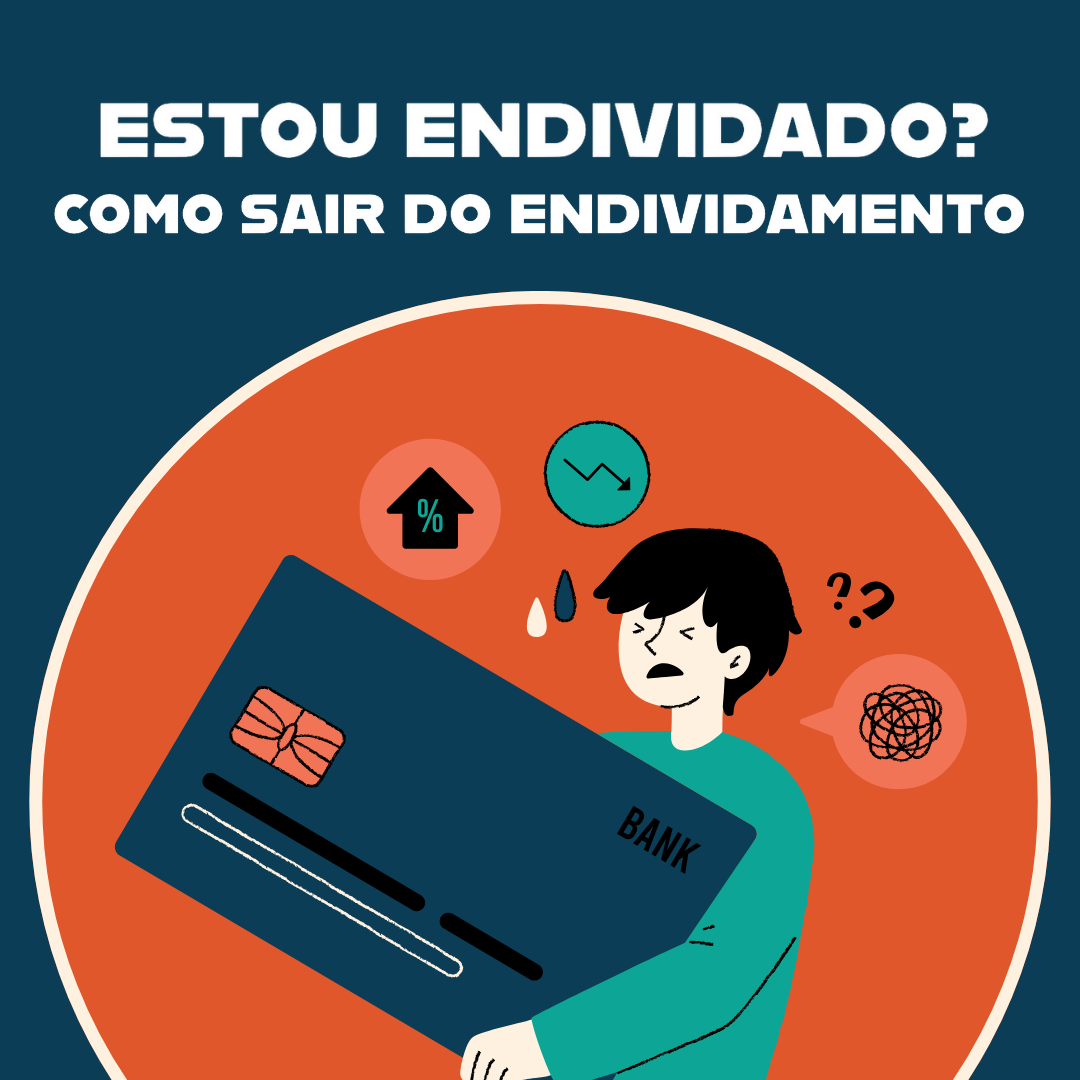 ESTOU ENDIVIDADO?
COMO SAIR DO ENDIVIDAMENTO
%
??
BANK